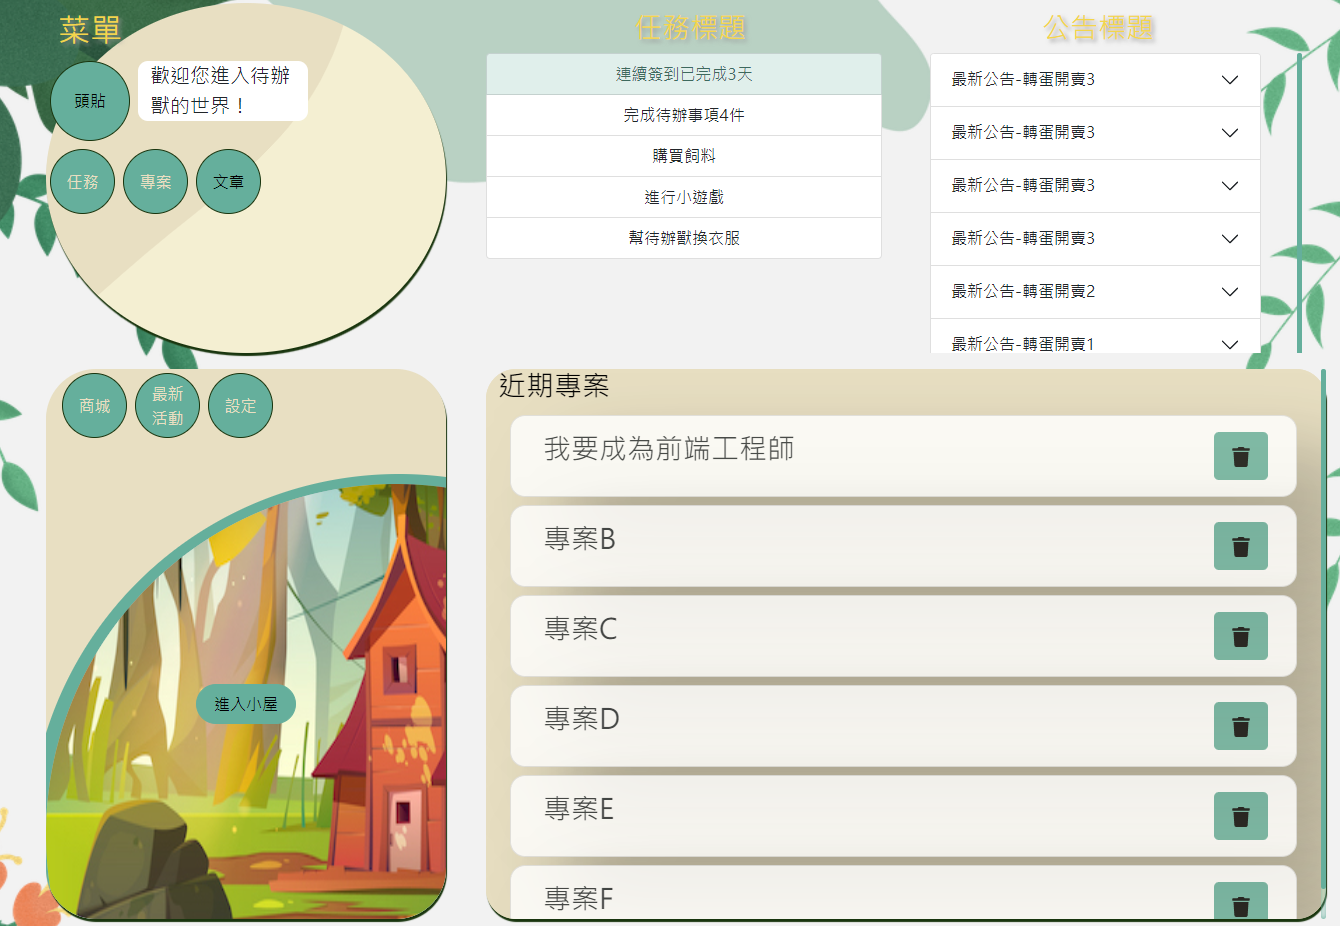 菜單
頭貼
歡迎您進入待辦
獸的世界！
任務
專案
文章
任務標題
連續簽到已完成3天
完成待辦事項4件
購買飼料
進行小遊戲
幫待辦獸換衣服
公告標題
最新公告-轉蛋開賣3
最新公告-轉蛋開賣3
最新公告-轉蛋開賣3
最新公告-轉蛋開賣3
最新公告-轉蛋開賣2
最新公告-轉蛋開賣1
商城
最新
活動
設定
進入小屋
近期專案
我要成為前端工程師
專案B
專案C
專案D
專案E
專案F